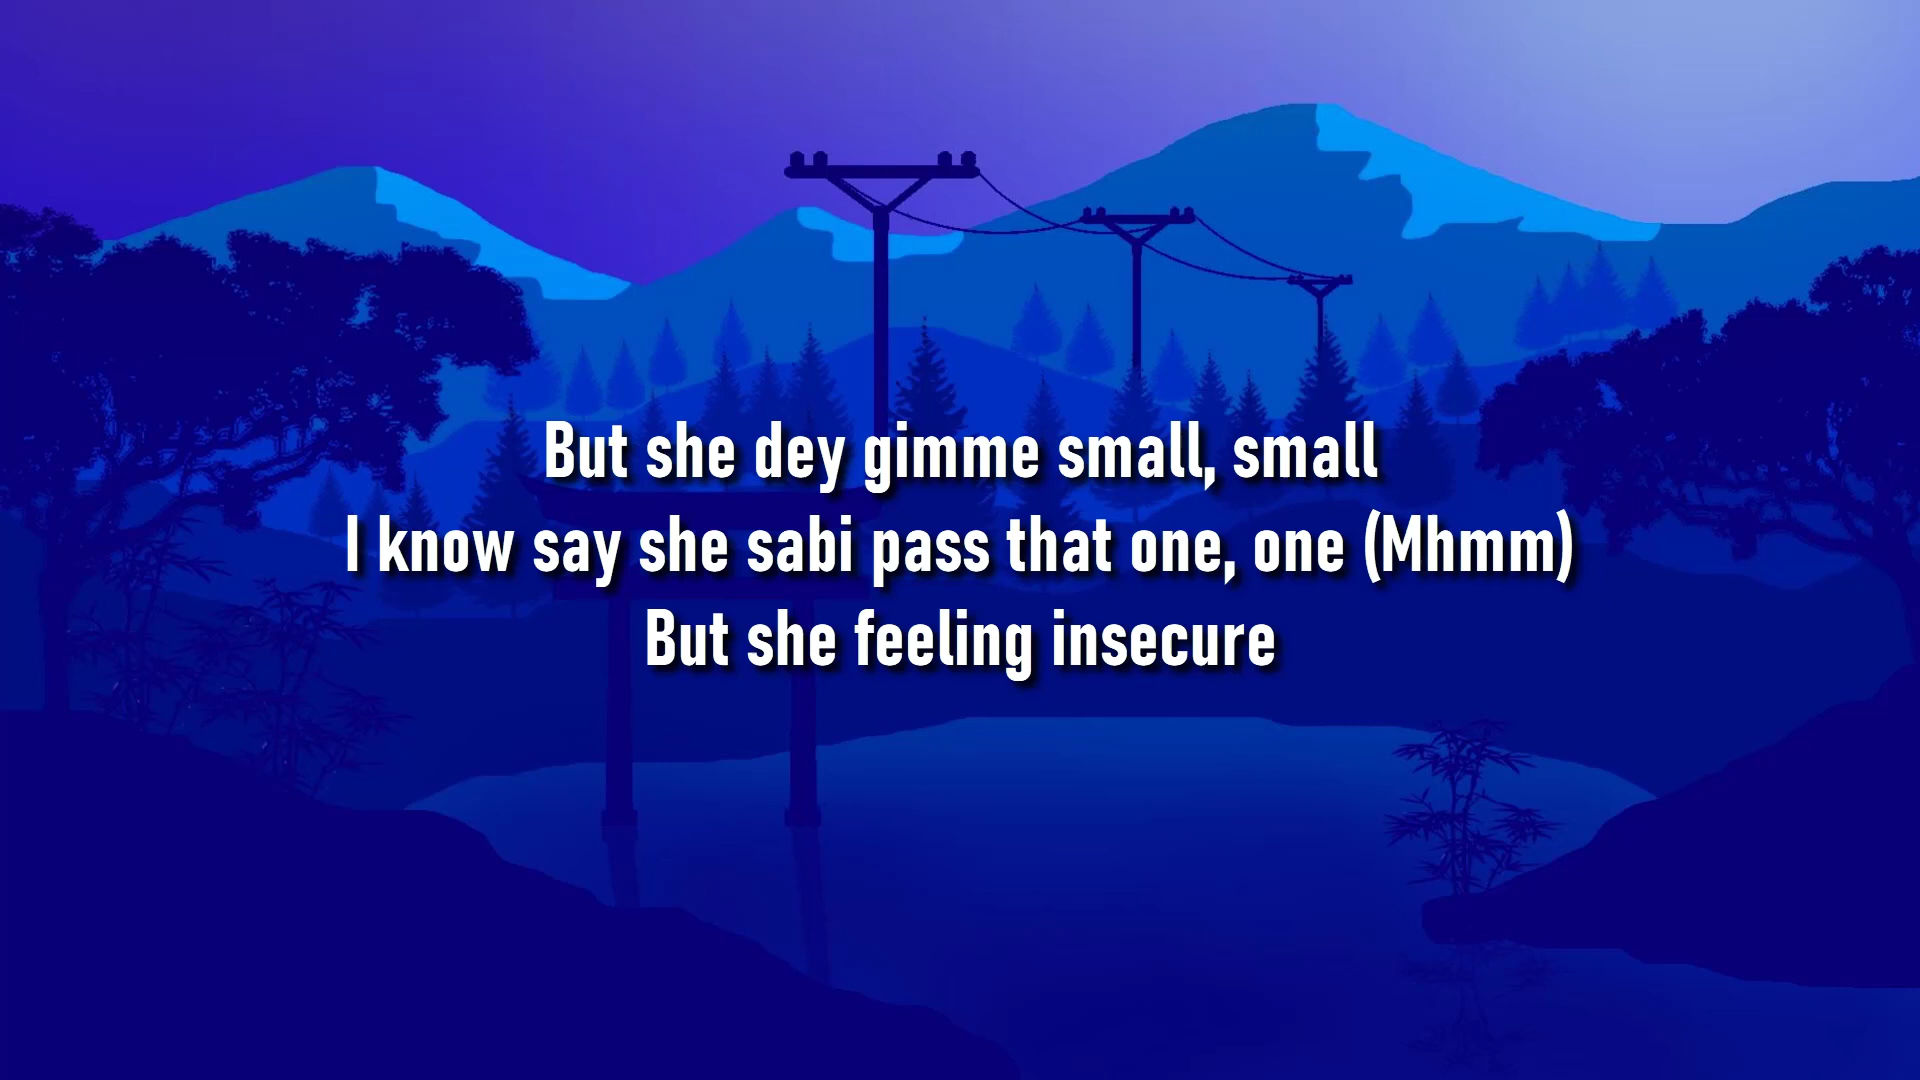 But she dey gimme small, small
I know say she sabi pass that one, one (Mhmm)
But she feeling insecure